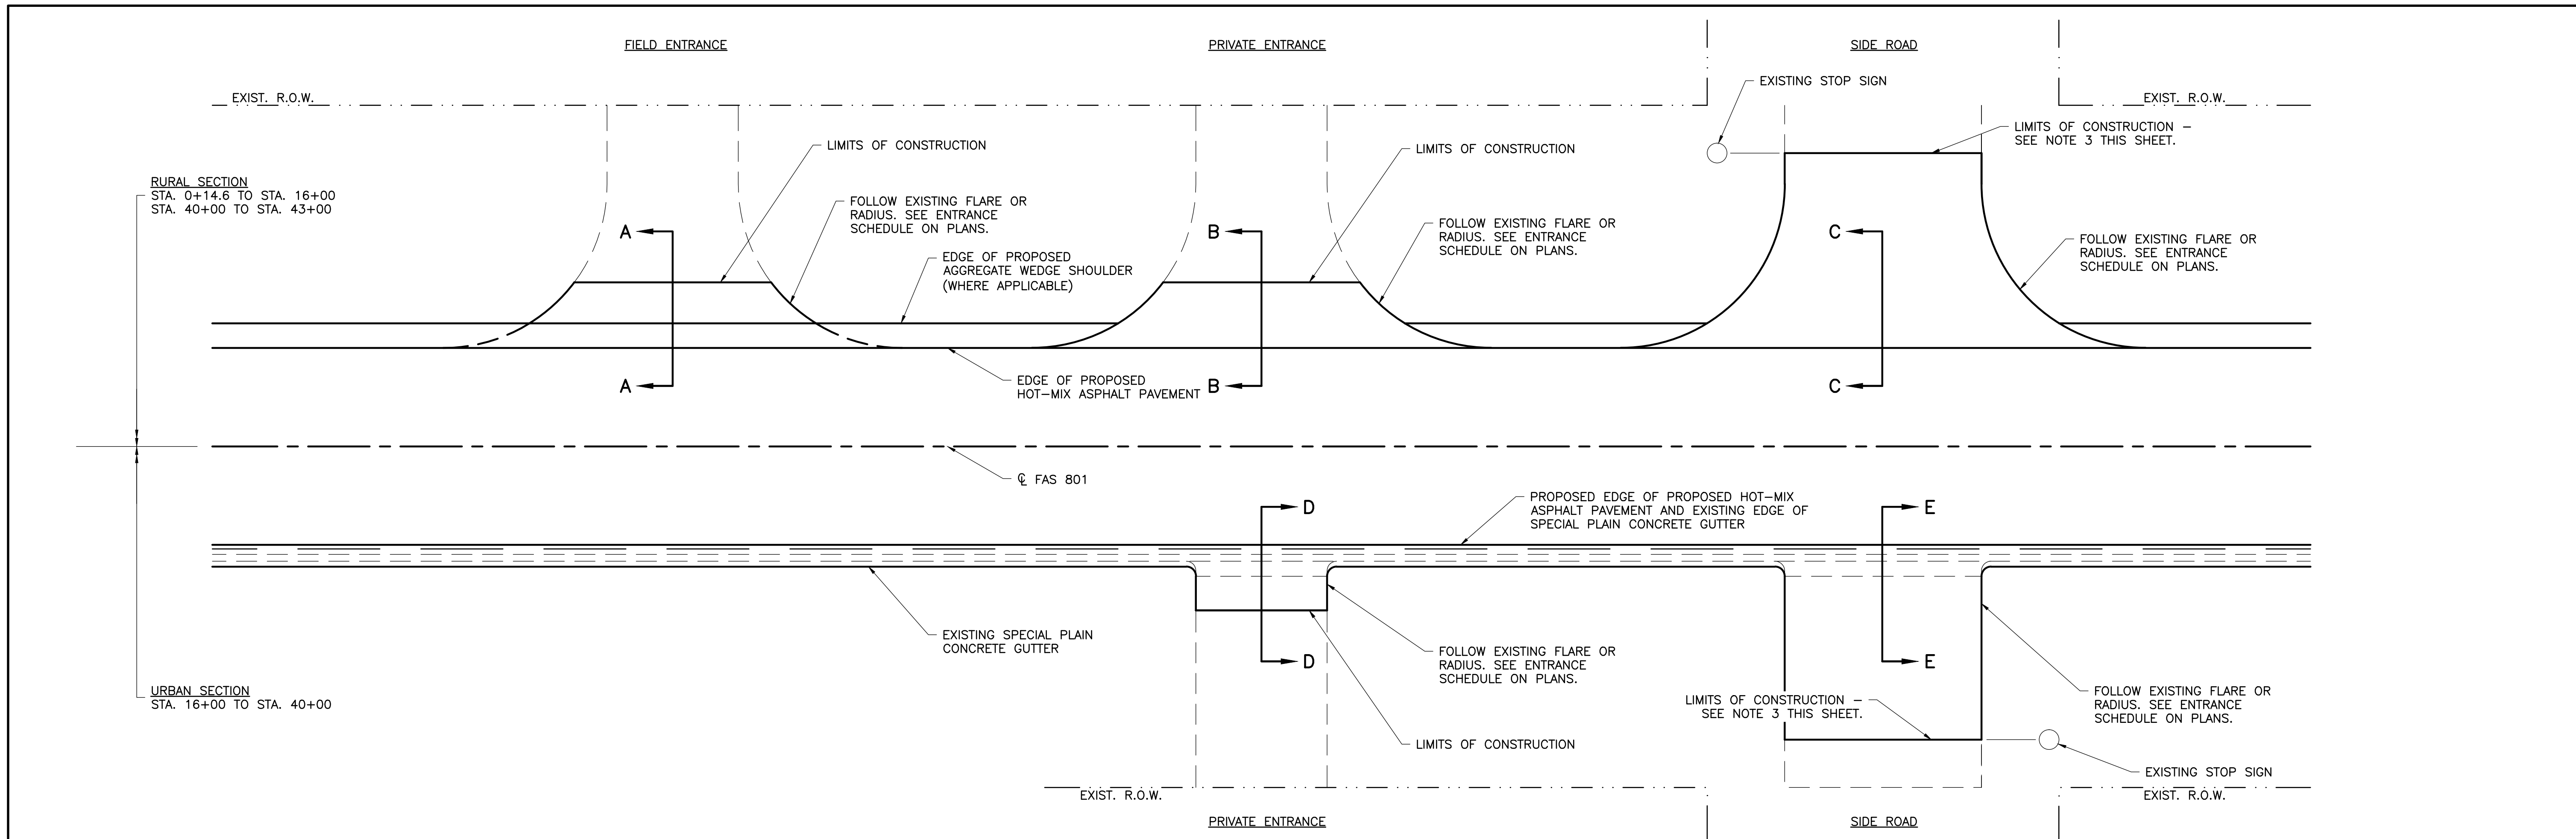 FIELD ENTRANCE
PRIVATE ENTRANCE
SIDE ROAD
EXISTING STOP SIGN
EXIST. R.O.W.
EXIST. R.O.W.
LIMITS OF CONSTRUCTION –
SEE NOTE 3 THIS SHEET.
LIMITS OF CONSTRUCTION
LIMITS OF CONSTRUCTION
RURAL SECTION
STA. 0+14.6 TO STA. 16+00
STA. 40+00 TO STA. 43+00
FOLLOW EXISTING FLARE OR
RADIUS. SEE ENTRANCE
SCHEDULE ON PLANS.
FOLLOW EXISTING FLARE OR
RADIUS. SEE ENTRANCE
SCHEDULE ON PLANS.
FOLLOW EXISTING FLARE OR
RADIUS. SEE ENTRANCE
SCHEDULE ON PLANS.
A
B
C
EDGE OF PROPOSED
AGGREGATE WEDGE SHOULDER
(WHERE APPLICABLE)
A
B
C
EDGE OF PROPOSED
HOT–MIX ASPHALT PAVEMENT
℄ FAS 801
PROPOSED EDGE OF PROPOSED HOT–MIX
ASPHALT PAVEMENT AND EXISTING EDGE OF
SPECIAL PLAIN CONCRETE GUTTER
D
E
EXISTING SPECIAL PLAIN
CONCRETE GUTTER
FOLLOW EXISTING FLARE OR
RADIUS. SEE ENTRANCE
SCHEDULE ON PLANS.
D
E
URBAN SECTION
STA. 16+00 TO STA. 40+00
LIMITS OF CONSTRUCTION –
SEE NOTE 3 THIS SHEET.
FOLLOW EXISTING FLARE OR
RADIUS. SEE ENTRANCE
SCHEDULE ON PLANS.
LIMITS OF CONSTRUCTION
EXISTING STOP SIGN
EXIST. R.O.W.
EXIST. R.O.W.
PRIVATE ENTRANCE
SIDE ROAD